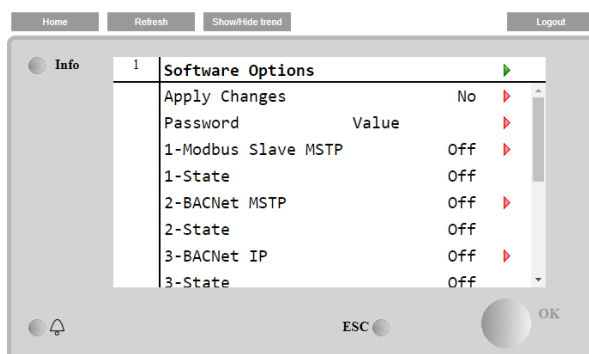 Home Refresh Show/Hide trend Logout
Info
1 Software Options
Apply Changes No
Password Value
1-Modbus Slave MSTP Off
1-State Off
2-BACNet MSTP Off
2-State Off
3-BACNet IP Off
3-State Off
ESC OK